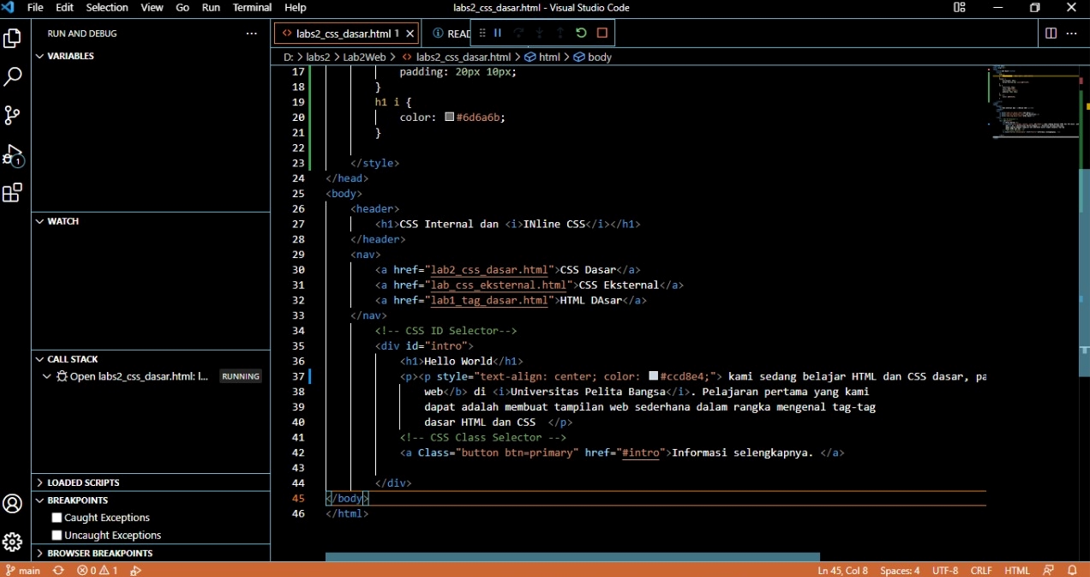 File Edit Selection View Go Run Terminal Help labs2_css_dasar.html - Visual Studio Code
RUN AND DEBUG
VARIABLES
WATCH
CALL STACK
Open labs2_css_dasar.html: l... RUNNING
LOADED SCRIPTS
BREAKPOINTS
Caught Exceptions
Uncaught Exceptions
BROWSER BREAKPOINTS
1
labs2_css_dasar.html 1 READ
D: > labs2 > Lab2Web > labs2_css_dasar.html > html > body
17 padding: 20px 10px;
18 }
19 h1 i {
20 color: #6d6a6b;
21 }
22
23 </style>
24 </head>
25 <body>
26 <header>
27 <h1>CSS Internal dan <i>INline CSS</i></h1>
28 </header>
29 <nav>
30 <a href="lab2_css_dasar.html">CSS Dasar</a>
31 <a href="lab_css_eksternal.html">CSS Eksternal</a>
32 <a href="lab1_tag_dasar.html">HTML DAsar</a>
33 </nav>
34 <!-- CSS ID Selector-->
35 <div id="intro">
36 <h1>Hello World</h1>
37 <p><p style="text-align: center; color: #ccd8e4;"> kami sedang belajar HTML dan CSS dasar, pa
38 web</b> di <i>Universitas Pelita Bangsa</i>. Pelajaran pertama yang kami
39 dapat adalah membuat tampilan web sederhana dalam rangka mengenal tag-tag
40 dasar HTML dan CSS </p>
41 <!-- CSS Class Selector -->
42 <a Class="button btn=primary" href="#intro">Informasi selengkapnya. </a>
43
44 </div>
45 </body>
46 </html>
main 0 1 Ln 45, Col 8 Spaces: 4 UTF-8 CRLF HTML